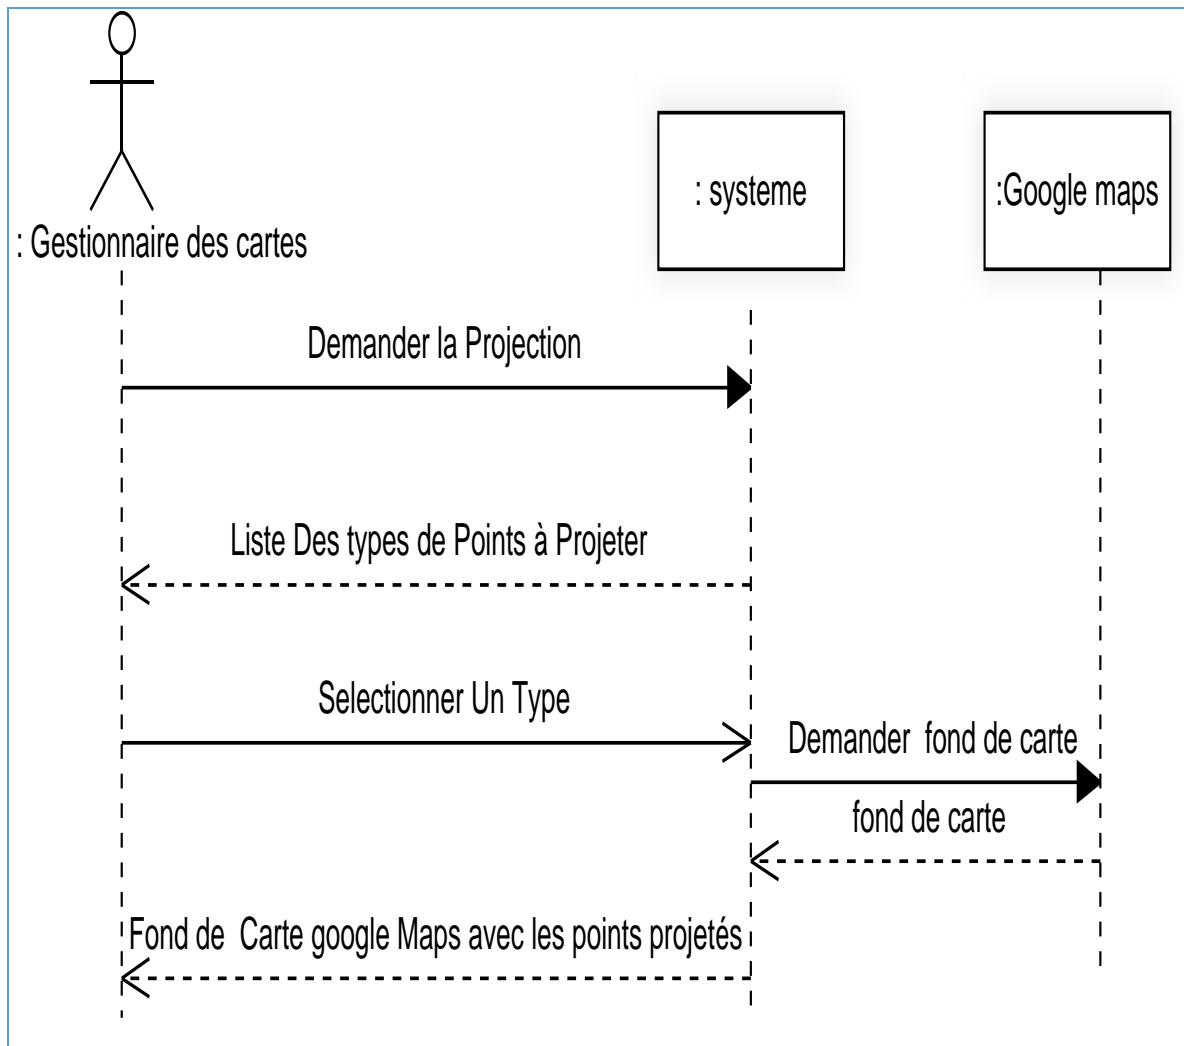 : systeme
:Google maps
: Gestionnaire des cartes
Demander la Projection
Liste Des types de Points à Projeter
Selectionner Un Type
Demander  fond de carte
fond de carte
Fond de  Carte google Maps avec les points projetés